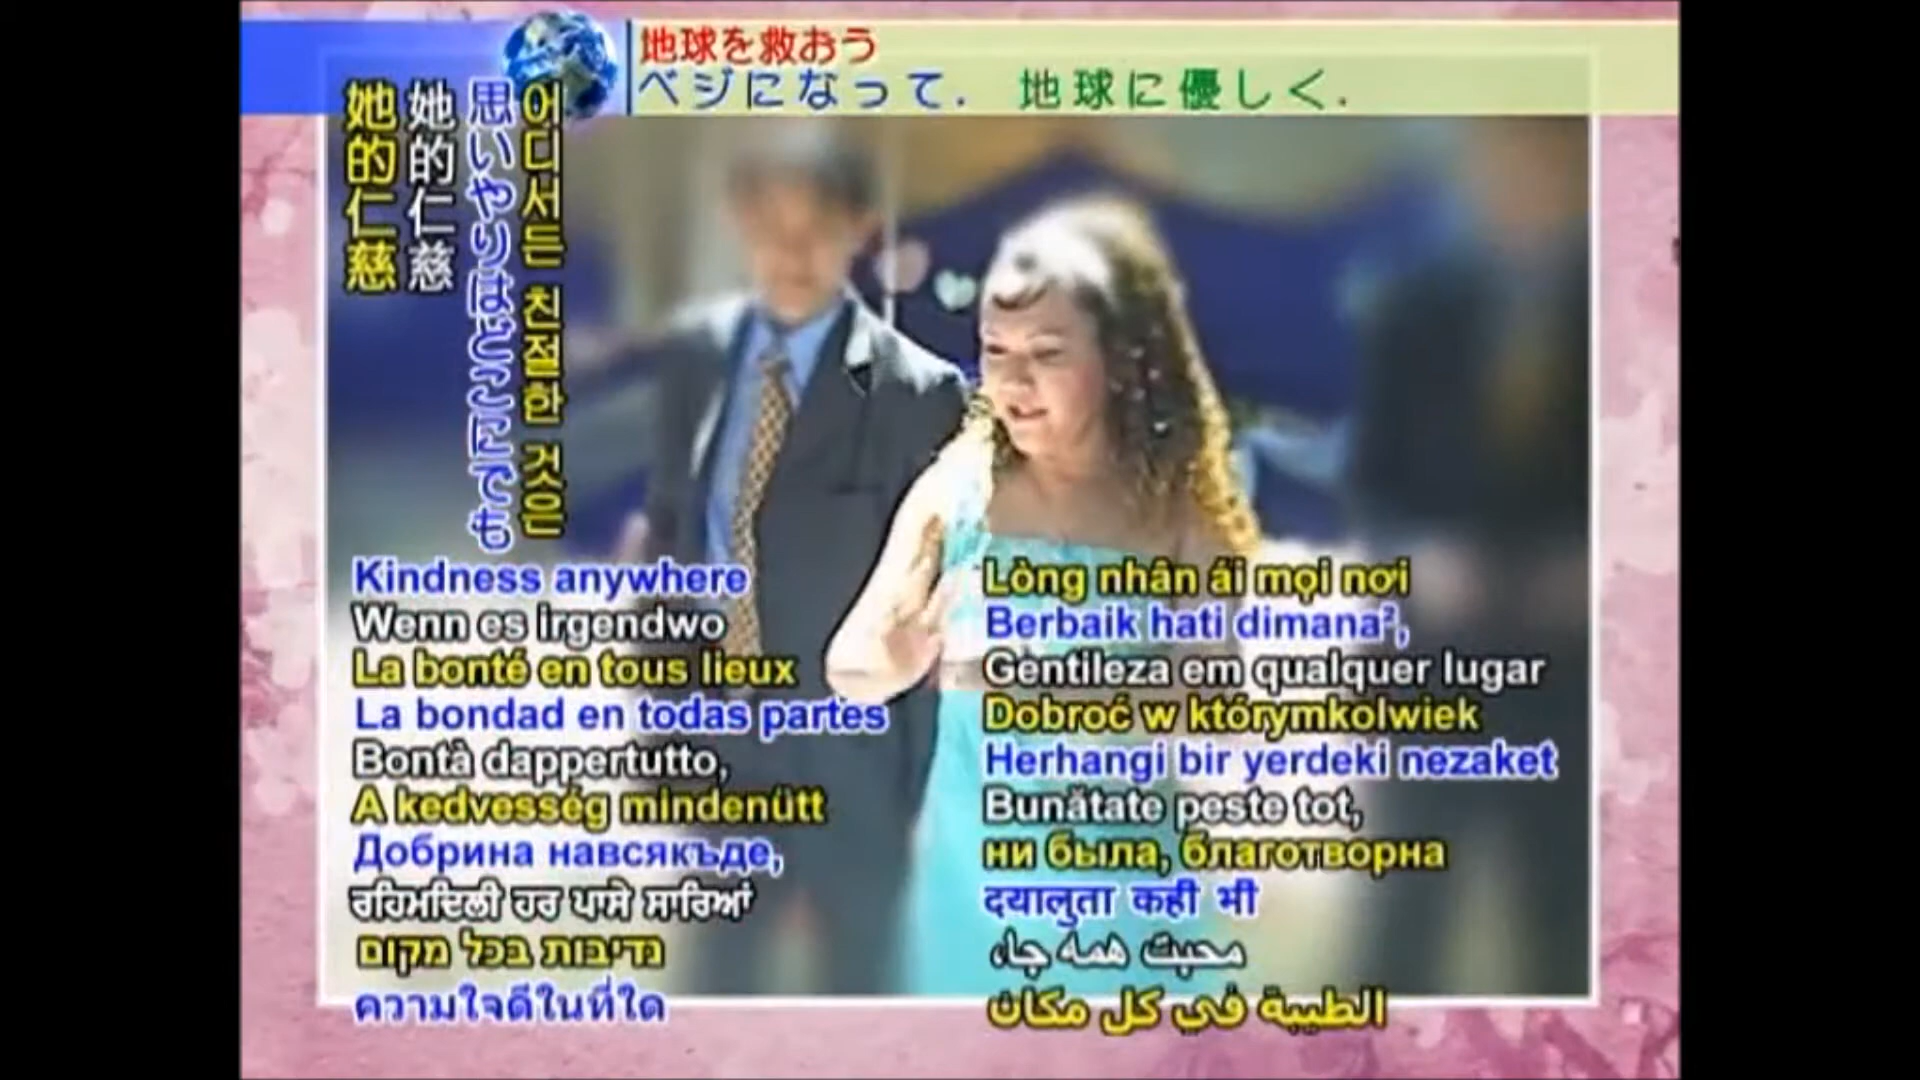 地球を救おう
ベジになって. 地球に優しく.
어디서든 친절한 것은
思いやりはどこにでも
她的仁慈
她的仁慈
Kindness anywhere
Wenn es irgendwo
La bonté en tous lieux
La bondad en todas partes
Bontà dappertutto,
A kedvesség mindenütt
Добрина навсякъде,
ਰਹਿਮਦਿਲੀ ਹਰ ਪਾਸੇ ਸਾਰਿਆਂ
נדיבות בכל מקום
ความใจดีในที่ใด
Lòng nhân ái mọi nơi
Berbaik hati dimana²,
Gentileza em qualquer lugar
Dobroć w którymkolwiek
Herhangi bir yerdeki nezaket
Bunătate peste tot,
ни была, благотворна
दयालुता कहीं भी
محبت همه جا،
الطيبة في كل مكان